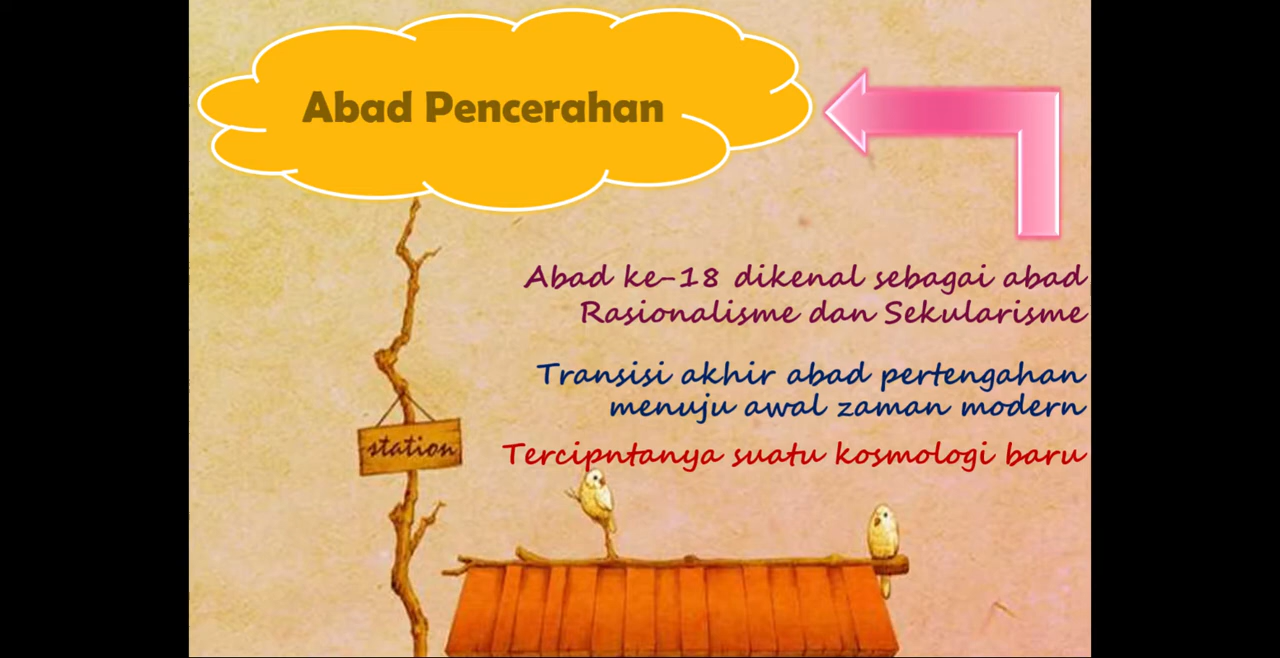 Abad Pencerahan
Abad ke-18 dikenal sebagai abad
Rasionalisme dan Sekularisme
Transisi akhir abad pertengahan
menuju awal zaman modern
station
Tercipntanya suatu kosmologi baru